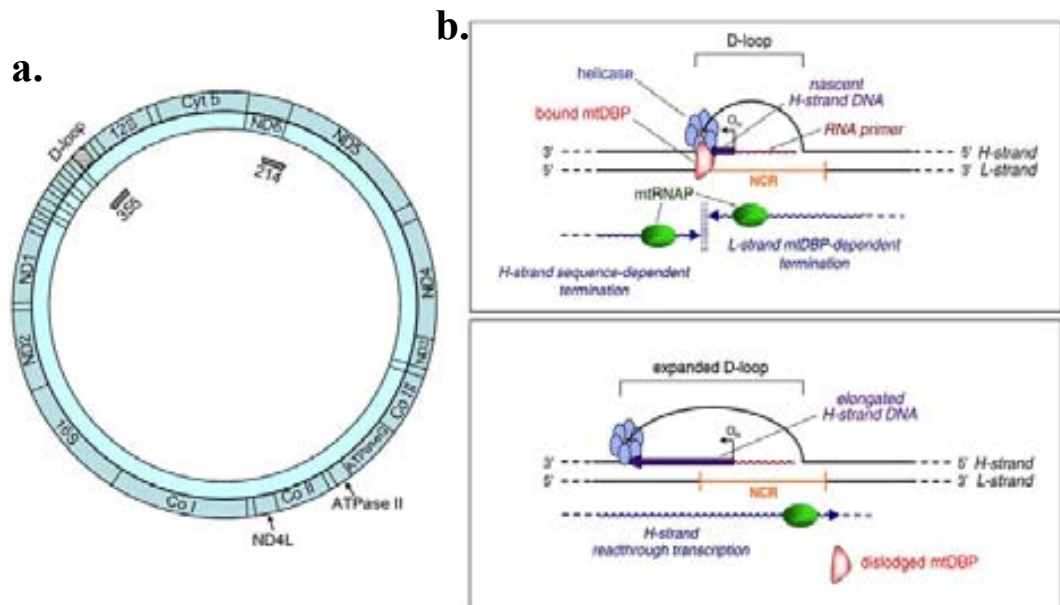 a.
D-loop
12S
Cyt b
ND6
ND5
ND4
Co III
ATPase6
ATPase II
Co II
ND4L
Co I
16S
ND2
ND1
355
214
b.
D-loop
helicase
nascent
H-strand DNA
bound mtDBP
RNA primer
3'
5' H-strand
5'
3' L-strand
NCR
mtRNAP
L-strand mtDBP-dependent
termination
H-strand sequence-dependent
termination
expanded D-loop
elongated
H-strand DNA
3'
5' H-strand
5'
3' L-strand
NCR
H-strand
readthrough transcription
dislodged mtDBP